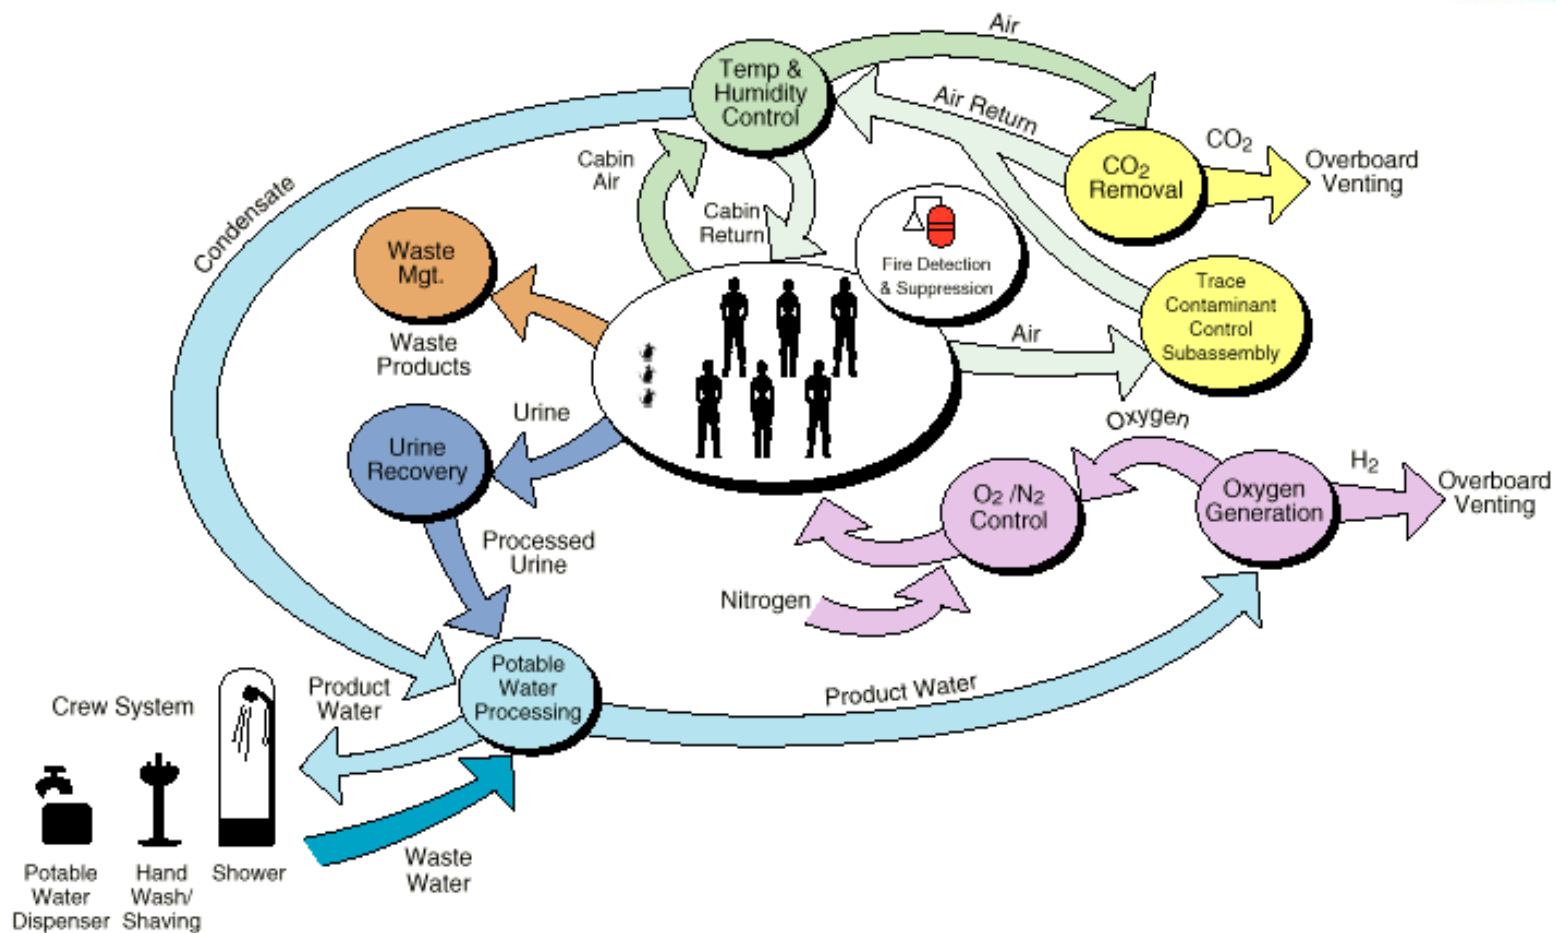 Air
Temp &
Humidity
Control
Air Return
CO2
Overboard
Venting
CO2
Removal
Cabin
Air
Condensate
Cabin
Return
Waste
Mgt.
Fire Detection
& Suppression
Trace
Contaminant
Control
Subassembly
Waste
Products
Air
Urine
Oxygen
Urine
Recovery
H2
Overboard
Venting
O2 /N2
Control
Oxygen
Generation
Processed
Urine
Nitrogen
Potable
Water
Processing
Product
Water
Product Water
Crew System
Waste
Water
Potable
Water
Dispenser
Hand
Wash/
Shaving
Shower